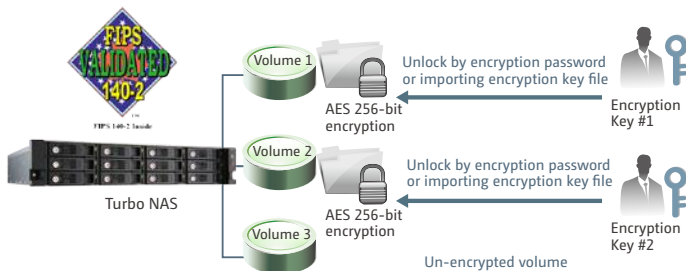 FIPS
VALIDATED
140-2
TM
FIPS 140-2 Inside
Turbo NAS
Volume 1
AES 256-bit
encryption
Unlock by encryption password
or importing encryption key file
Encryption
Key #1
Volume 2
AES 256-bit
encryption
Unlock by encryption password
or importing encryption key file
Encryption
Key #2
Volume 3
Un-encrypted volume